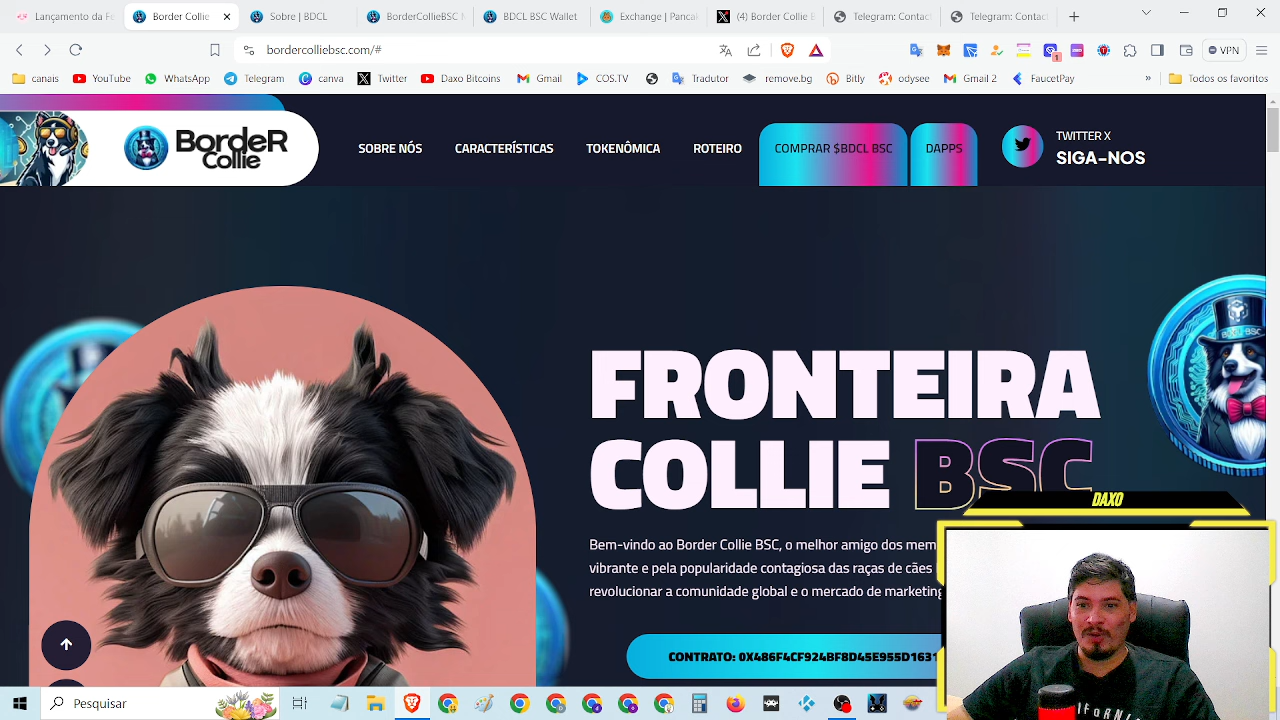 Lançamento da Fe
Border Collie
Sobre | BDCL
BorderCollieBSC
BDCL BSC Wallet
Exchange | Panca
(4) Border Collie B
Telegram: Contact
Telegram: Contact
bordercolliebsc.com/#
VPN
canais
YouTube
WhatsApp
Telegram
canva
Twitter
Daxo Bitcoins
Gmail
COS.TV
Tradutor
remove.bg
Bitly
odysee
Gmail 2
FaucetPay
»
Todos os favoritos
BordeR
Collie
SOBRE NÓS
CARACTERÍSTICAS
TOKENÔMICA
ROTEIRO
COMPRAR $BDCL BSC
DAPPS
TWITTER X
SIGA-NOS
FRONTEIRA
COLLIE BSC
DAXO
Bem-vindo ao Border Collie BSC, o melhor amigo dos mem
vibrante e pela popularidade contagiosa das raças de cães
revolucionar a comunidade global e o mercado de marketing
CONTRATO: 0X486F4CF924BF8D45E955D1631
Pesquisar